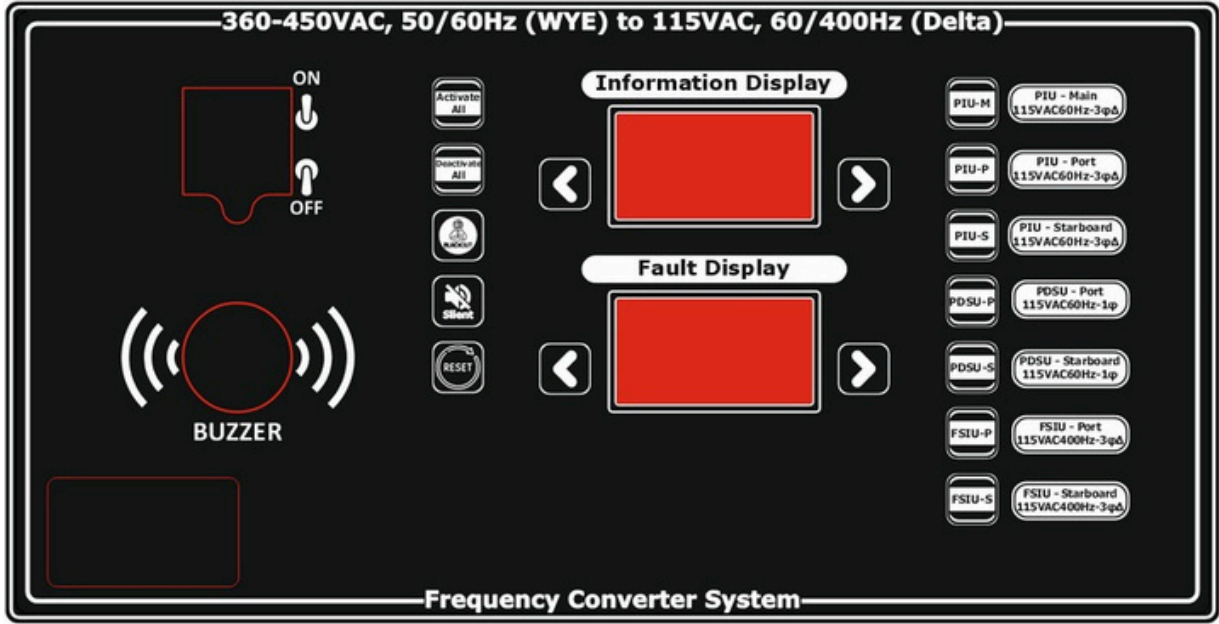 360-450VAC, 50/60Hz (WYE) to 115VAC, 60/400Hz (Delta)
ON
OFF
BUZZER
Activate
All
Deactivate
All
BLACKOUT
Silent
RESET
Information Display
Fault Display
PIU-M
PIU - Main
115VAC60Hz-3φΔ
PIU-P
PIU - Port
115VAC60Hz-3φΔ
PIU-S
PIU - Starboard
115VAC60Hz-3φΔ
PDSU-P
PDSU - Port
115VAC60Hz-1φ
PDSU-S
PDSU - Starboard
115VAC60Hz-1φ
FSIU-P
FSIU - Port
115VAC400Hz-3φΔ
FSIU-S
FSIU - Starboard
115VAC400Hz-3φΔ
Frequency Converter System